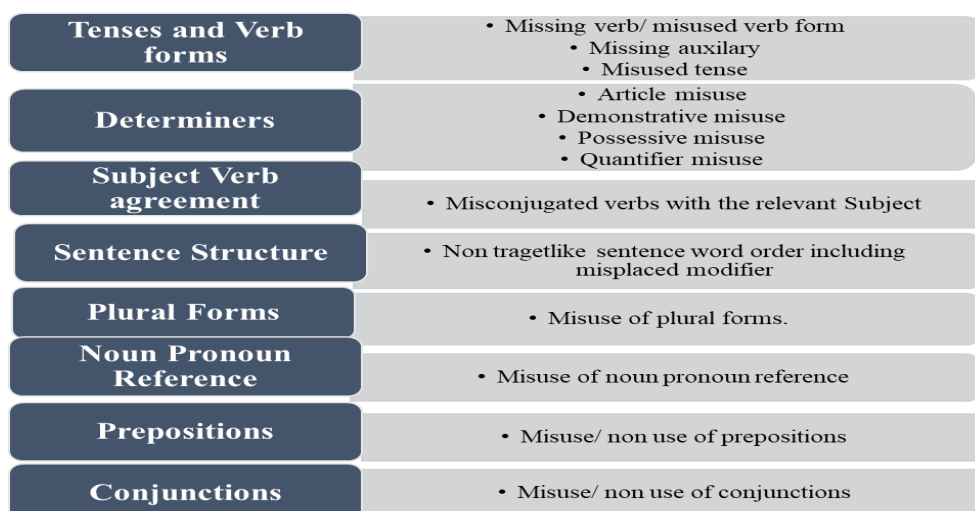 Tenses and Verb
forms
• Missing verb/ misused verb form
• Missing auxilary
• Misused tense
Determiners
• Article misuse
• Demonstrative misuse
• Possessive misuse
• Quantifier misuse
Subject Verb
agreement
• Misconjugated verbs with the relevant Subject
Sentence Structure
• Non tragetlike sentence word order including
misplaced modifier
Plural Forms
• Misuse of plural forms.
Noun Pronoun
Reference
• Misuse of noun pronoun reference
Prepositions
• Misuse/ non use of prepositions
Conjunctions
• Misuse/ non use of conjunctions